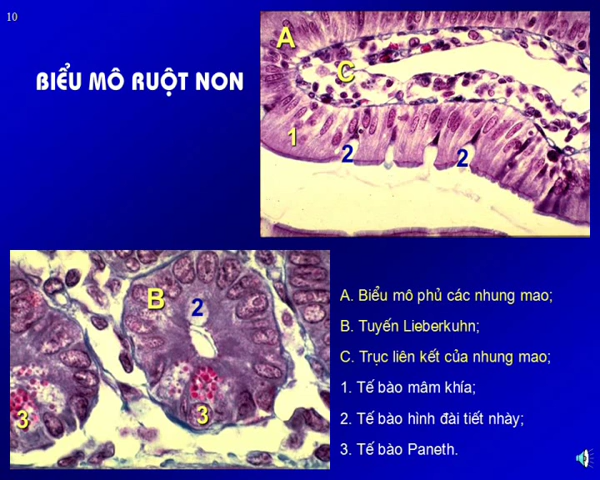 10
BIỂU MÔ RUỘT NON
A
C
1
2
2
B
2
3
3
A. Biểu mô phủ các nhung mao;
B. Tuyến Lieberkuhn;
C. Trục liên kết của nhung mao;
1. Tế bào mâm khía;
2. Tế bào hình đài tiết nhày;
3. Tế bào Paneth.